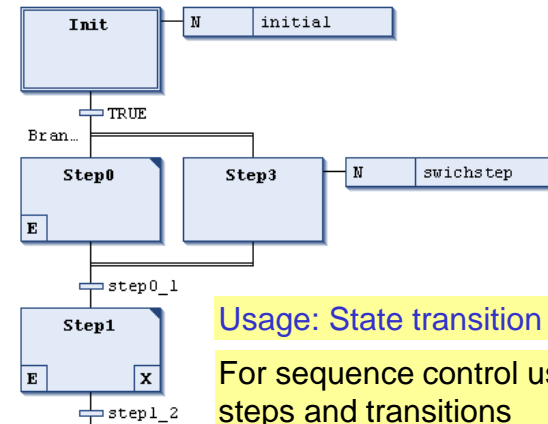 Init
N initial
TRUE
Bran...
Step0
Step3
N swichstep
E
step0_1
Step1
Usage: State transition
E X
For sequence control us
step1_2
steps and transitions